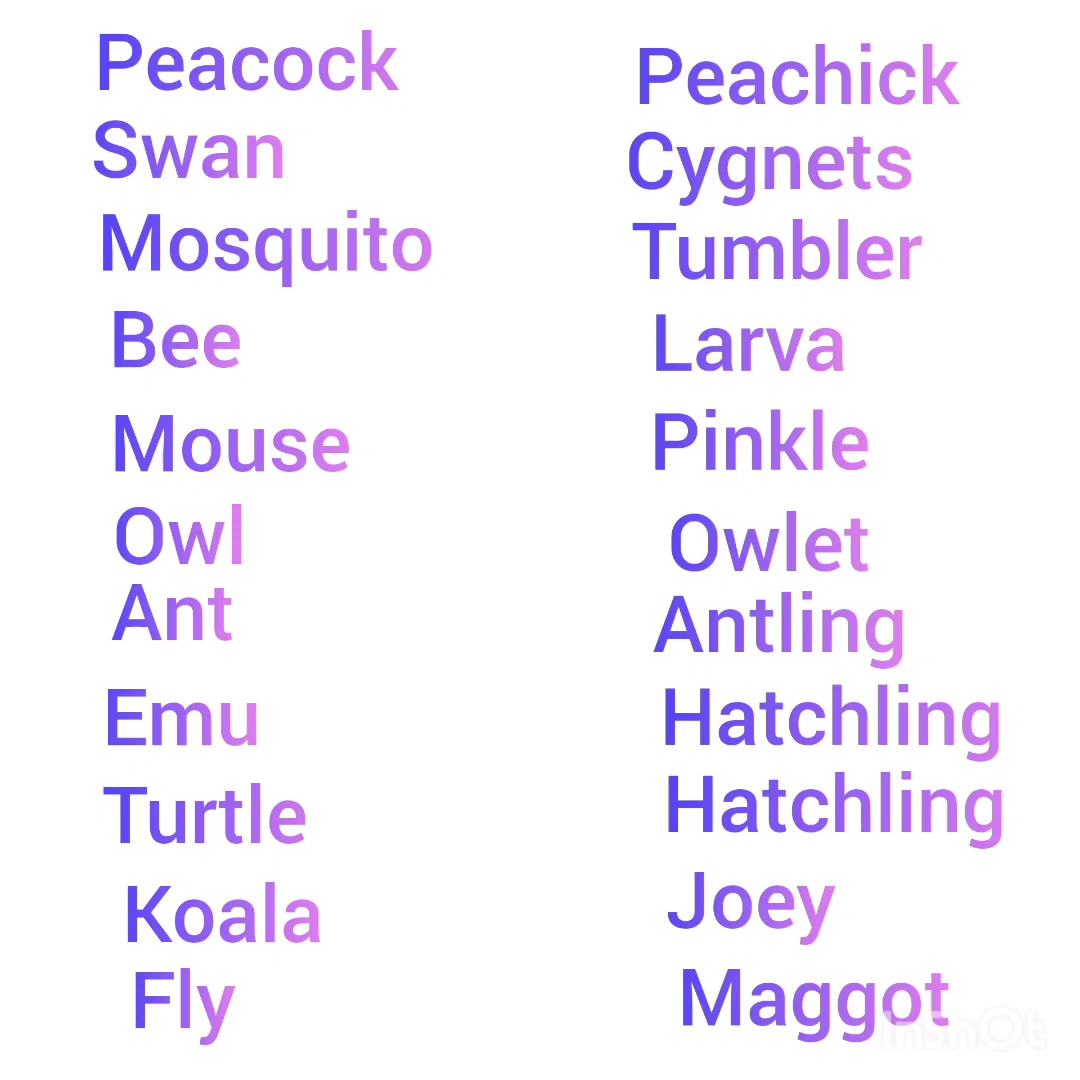 Peacock Peachick
Swan Cygnets
Mosquito Tumbler
Bee Larva
Mouse Pinkle
Owl Owlet
Ant Antling
Emu Hatchling
Turtle Hatchling
Koala Joey
Fly Maggot
InShOt